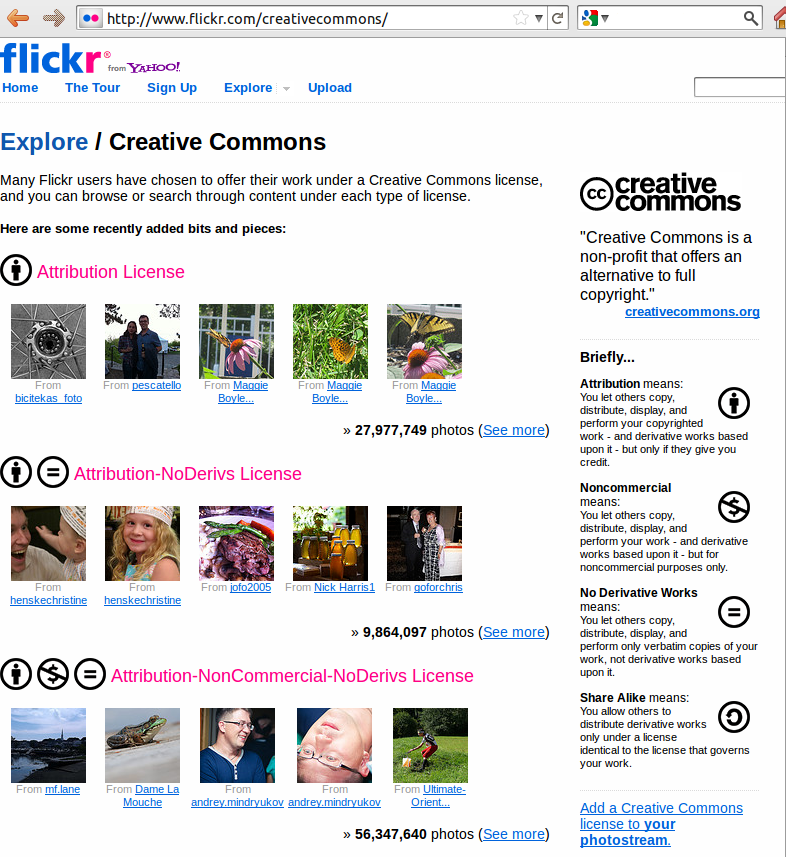 http://www.flickr.com/creativecommons/
flickr® from YAHOO!
Home The Tour Sign Up Explore Upload
Explore / Creative Commons
Many Flickr users have chosen to offer their work under a Creative Commons license,
and you can browse or search through content under each type of license.
Here are some recently added bits and pieces:
Attribution License
From bicitekas_foto
From pescatello
From Maggie Boyle...
From Maggie Boyle...
From Maggie Boyle...
» 27,977,749 photos (See more)
Attribution-NoDerivs License
From henskechristine
From henskechristine
From jofo2005
From Nick Harris1
From goforchris
» 9,864,097 photos (See more)
Attribution-NonCommercial-NoDerivs License
From mf.lane
From Dame La Mouche
From andrey.mindryukov
From andrey.mindryukov
From Ultimate-Orient...
» 56,347,640 photos (See more)
cc creative
commons
"Creative Commons is a
non-profit that offers an
alternative to full
copyright."
creativecommons.org
Briefly...
Attribution means:
You let others copy,
distribute, display, and
perform your copyrighted
work - and derivative works based
upon it - but only if they give you
credit.
Noncommercial
means:
You let others copy,
distribute, display, and
perform your work - and derivative
works based upon it - but for
noncommercial purposes only.
No Derivative Works
means:
You let others copy,
distribute, display, and
perform only verbatim copies of your
work, not derivative works based
upon it.
Share Alike means:
You allow others to
distribute derivative works
only under a license
identical to the license that governs
your work.
Add a Creative Commons
license to your
photostream.